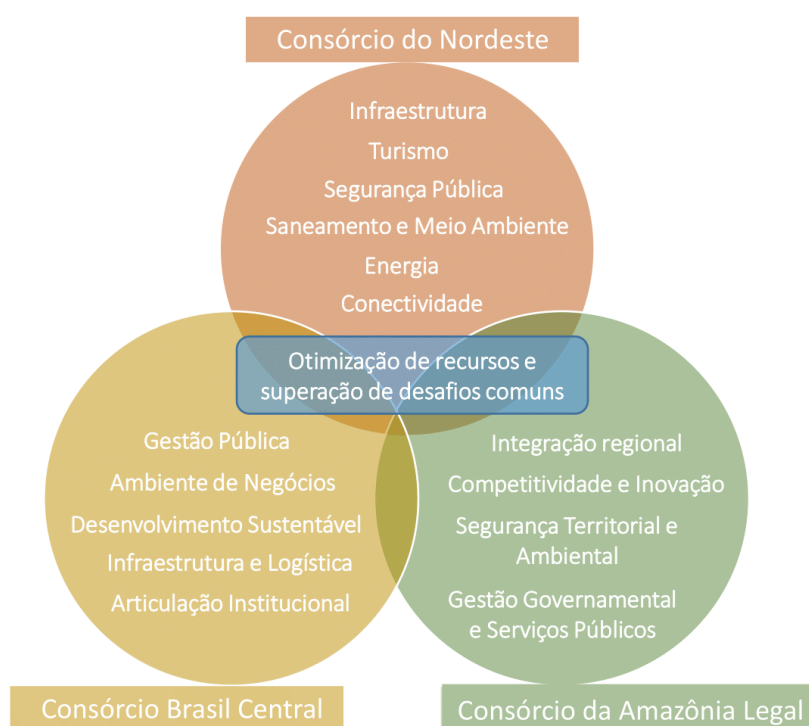 Consórcio do Nordeste
Infraestrutura
Turismo
Segurança Pública
Saneamento e Meio Ambiente
Energia
Conectividade
Otimização de recursos e
superação de desafios comuns
Gestão Pública
Ambiente de Negócios
Desenvolvimento Sustentável
Infraestrutura e Logística
Articulação Institucional
Integração regional
Competitividade e Inovação
Segurança Territorial e
Ambiental
Gestão Governamental
e Serviços Públicos
Consórcio Brasil Central
Consórcio da Amazônia Legal